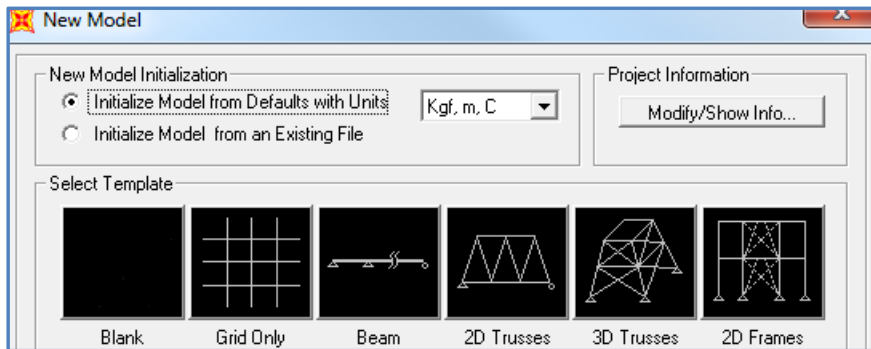 New Model
New Model Initialization
Initialize Model from Defaults with Units
Kgf, m, C
Initialize Model from an Existing File
Project Information
Modify/Show Info...
Select Template
Blank
Grid Only
Beam
2D Trusses
3D Trusses
2D Frames